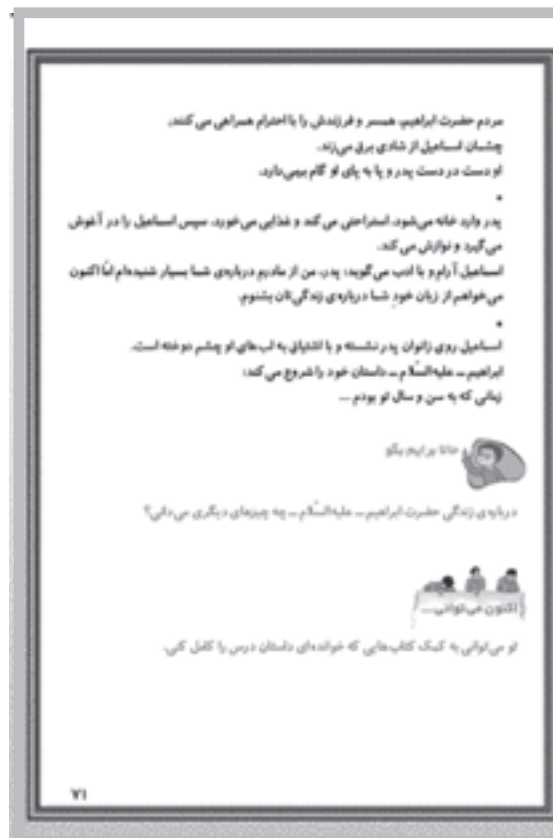 مردم حضرت ابراهیم، همسر و فرزندش را با احترام همراهی می‌کنند.
چشمان اسماعیل از شادی برق می‌زند.
او دست در دست پدر و پا به پای او گام برمی‌دارد.
*
پدر وارد خانه می‌شود، استراحتی می‌کند و غذایی می‌خورد. سپس اسماعیل را در آغوش
می‌گیرد و نوازش می‌کند.
اسماعیل آرام و با ادب می‌گوید: پدر، من از مادرم درباره‌ی شما بسیار شنیده‌ام امّا اکنون
می‌خواهم از زبان خودِ شما درباره‌ی زندگی‌تان بشنوم.
*
اسماعیل روی زانوان پدر نشسته و با اشتیاق به لب‌های او چشم دوخته است.
ابراهیم ــ علیه‌السّلام ــ داستان خود را شروع می‌کند:
زمانی که به سن و سال تو بودم ...
حالا برایم بگو
درباره‌ی زندگی حضرت ابراهیم ــ علیه‌السّلام ــ چه چیزهای دیگری می‌دانی؟
اکنون می‌توانی...
تو می‌توانی به کمک کتاب‌هایی که خوانده‌ای داستان درس را کامل کنی.
۷۱